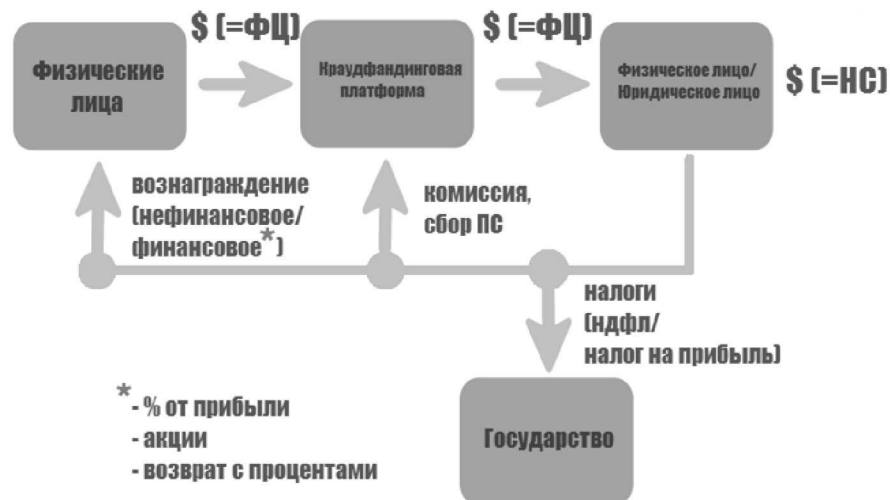 $ (=ФЦ)
$ (=ФЦ)
Физические
лица
Краудфандинговая
платформа
Физическое лицо/
Юридическое лицо
$ (=НС)
вознаграждение
(нефинансовое/
финансовое*)
комиссия,
сбор ПС
налоги
(ндфл/
налог на прибыль)
*- % от прибыли
- акции
- возврат с процентами
Государство